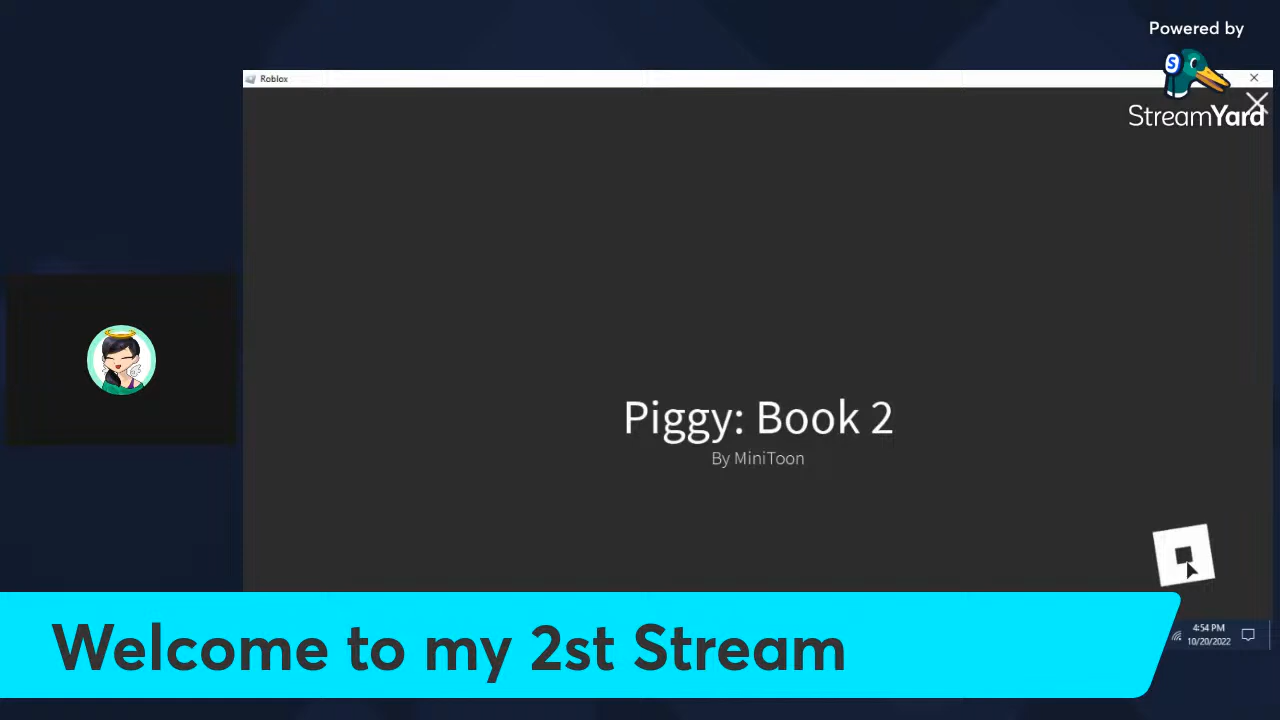 Powered by
StreamYard
Roblox
Piggy: Book 2
By MiniToon
4:54 PM
10/20/2022
Welcome to my 2st Stream